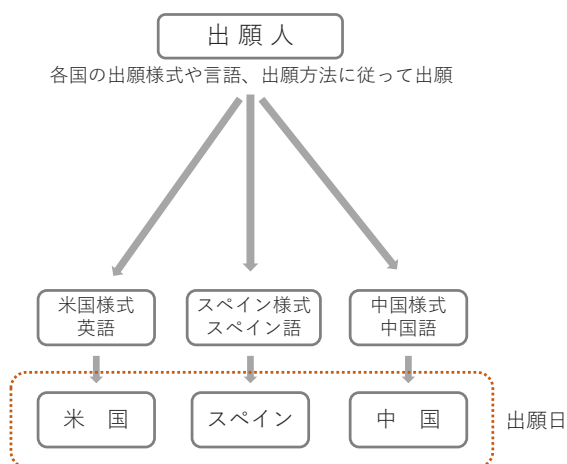 出 願 人
各国の出願様式や言語、出願方法に従って出願
米国様式
英語
スペイン様式
スペイン語
中国様式
中国語
米　国
スペイン
中　国
出願日